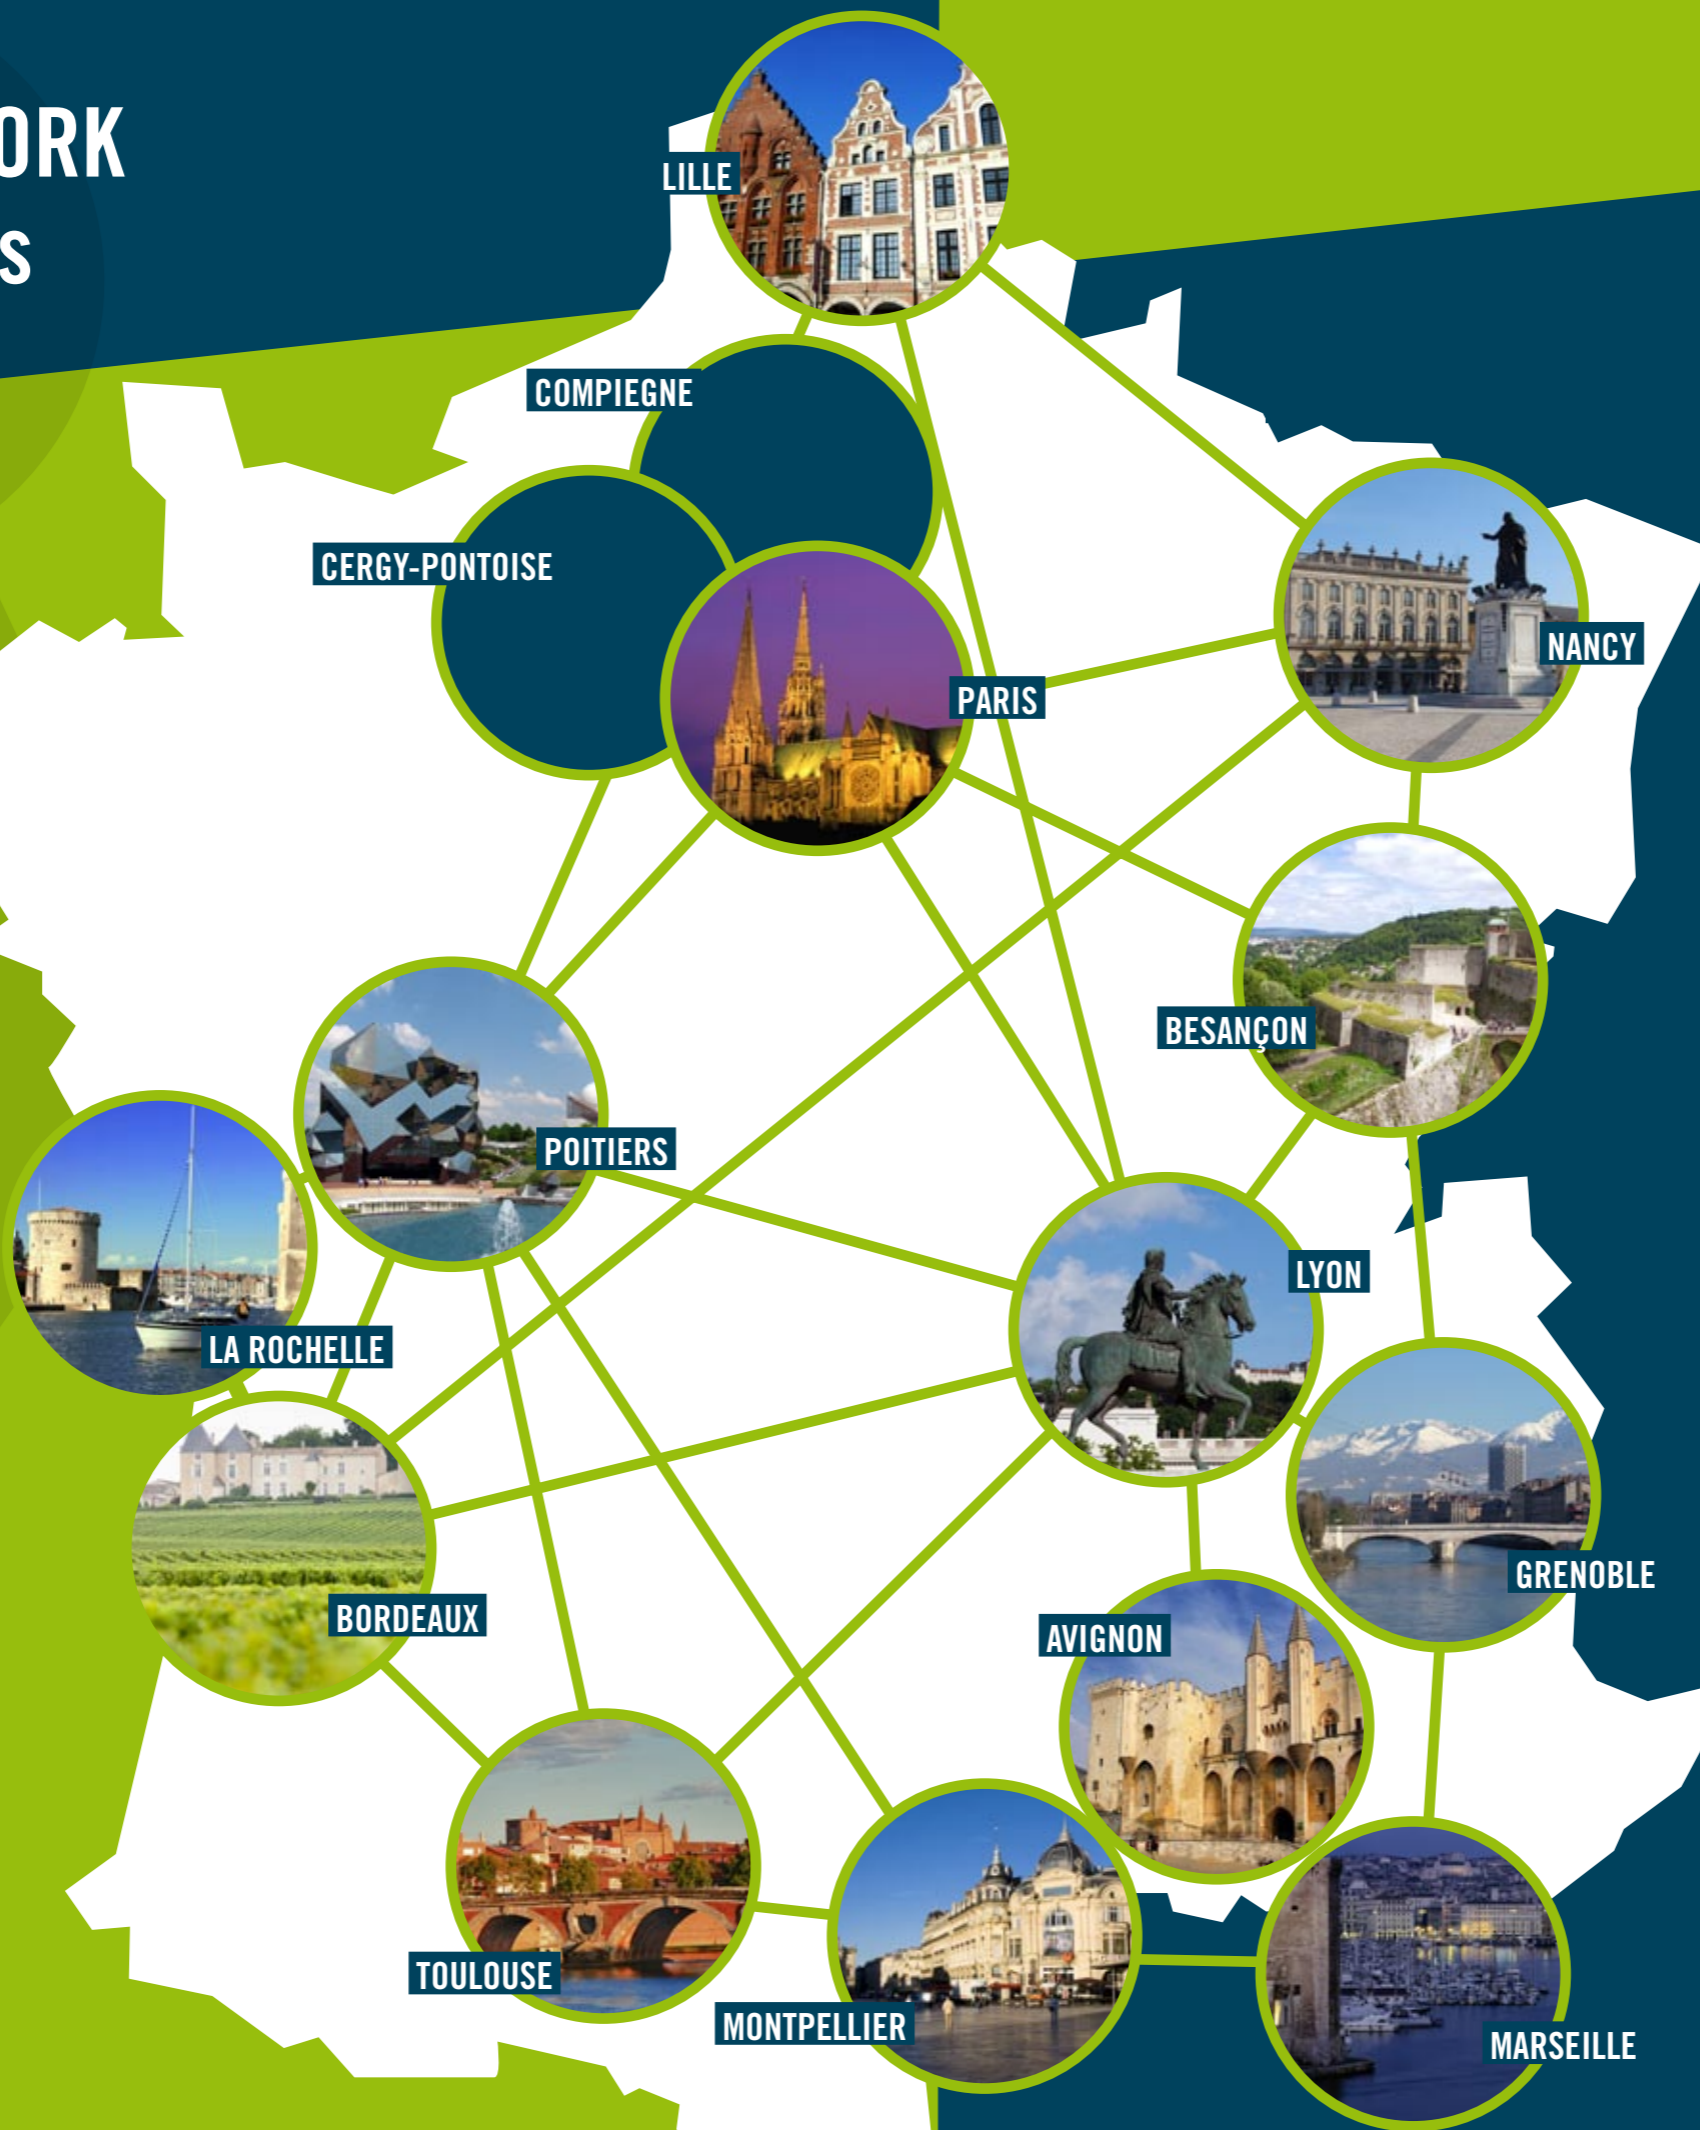 ORK
S
LILLE
COMPIEGNE
CERGY-PONTOISE
NANCY
PARIS
BESANÇON
POITIERS
LYON
LA ROCHELLE
GRENOBLE
BORDEAUX
AVIGNON
TOULOUSE
MONTPELLIER
MARSEILLE